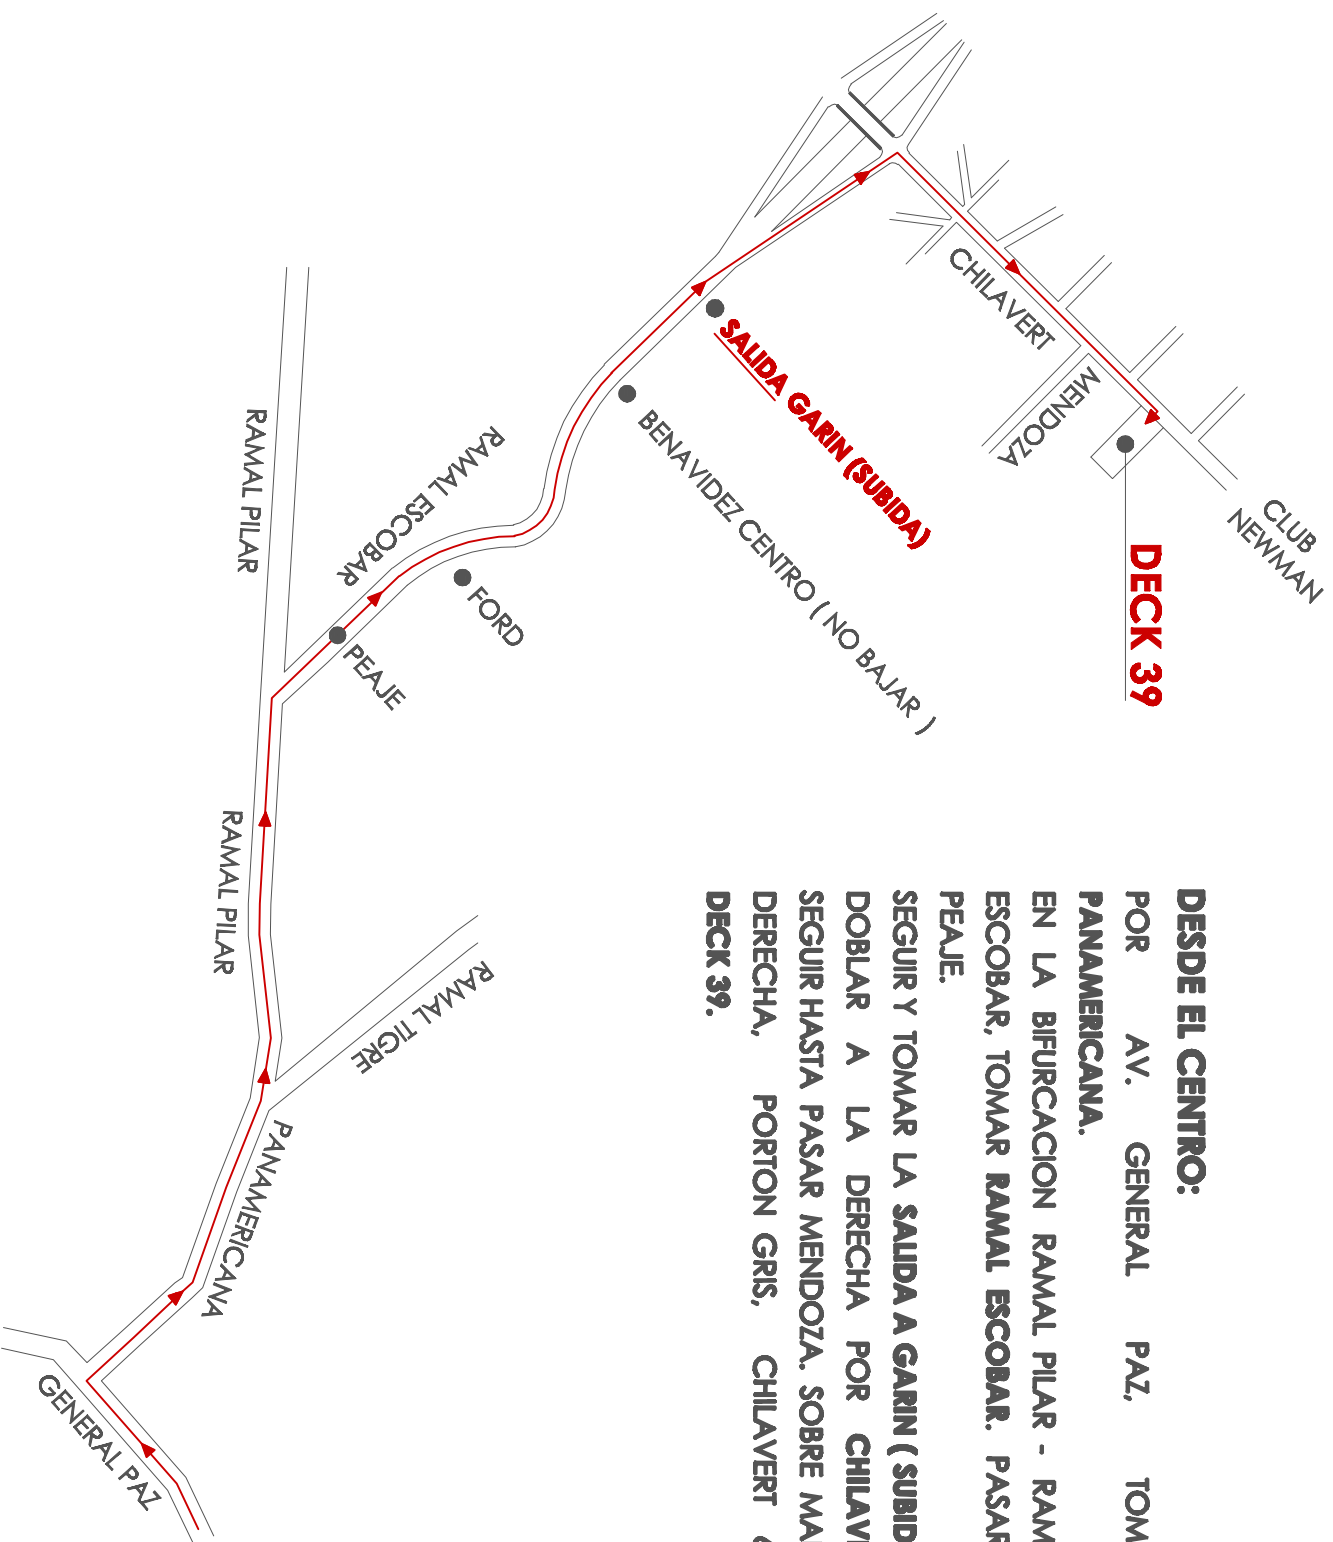 DESDE EL CENTRO:
POR AV. GENERAL PAZ, TOM
PANAMERICANA.
EN LA BIFURCACION RAMAL PILAR - RAM
ESCOBAR, TOMAR RAMAL ESCOBAR. PASAR
PEAJE.
SEGUIR Y TOMAR LA SALIDA A GARIN ( SUBID
DOBLAR A LA DERECHA POR CHILAV
SEGUIR HASTA PASAR MENDOZA. SOBRE MA
DERECHA, PORTON GRIS, CHILAVERT
DECK 39.
CLUB
NEWMAN
DECK 39
CHILAVERT
MENDOZA
SALIDA GARIN (SUBIDA)
BENAVIDEZ CENTRO ( NO BAJAR )
FORD
RAMAL ESCOBAR
PEAJE
RAMAL PILAR
RAMAL PILAR
RAMAL TIGRE
PANAMERICANA
GENERAL PAZ